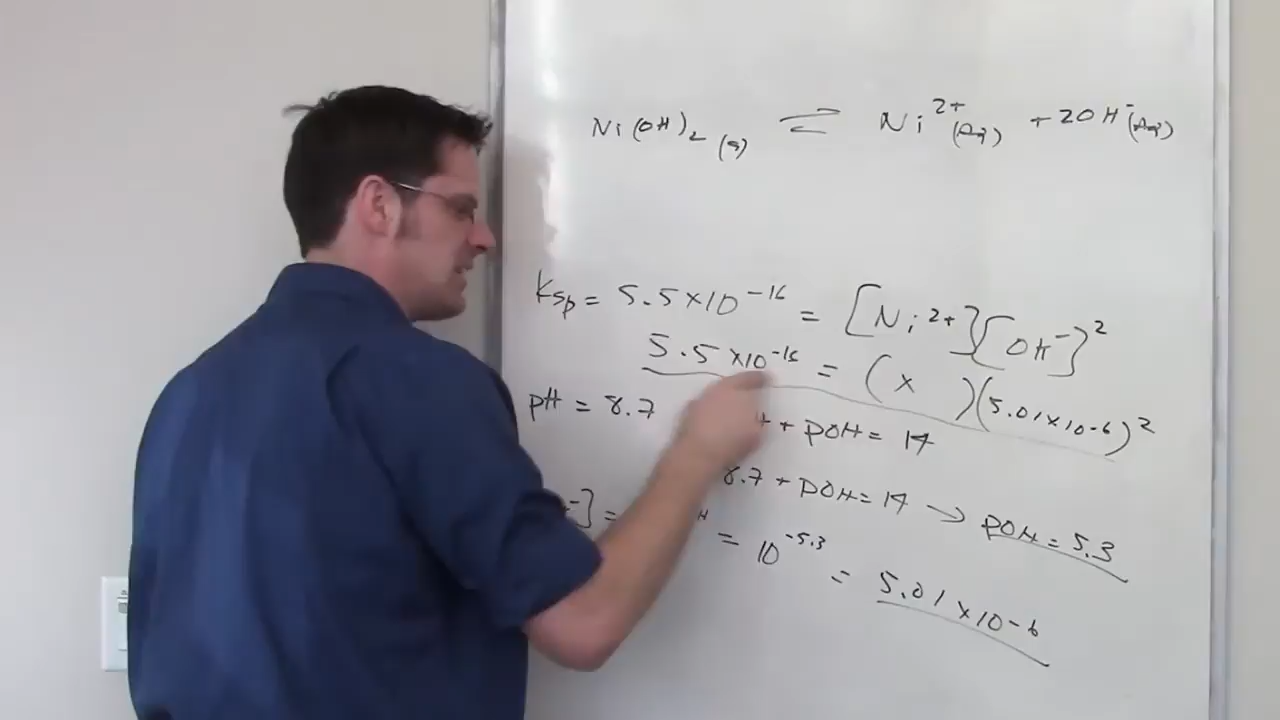 Ni(OH)₂ (s) ⇌ Ni²⁺(Aq) + 2OH⁻(Aq)
Ksp = 5.5×10⁻¹⁶ = [Ni²⁺][OH⁻]²
5.5×10⁻¹⁶ = (x )(5.01×10-6)²
pH = 8.7 + pOH = 14
8.7 + pOH = 14 → pOH = 5.3
⁻] = = 10⁻⁵·³ = 5.01×10-6